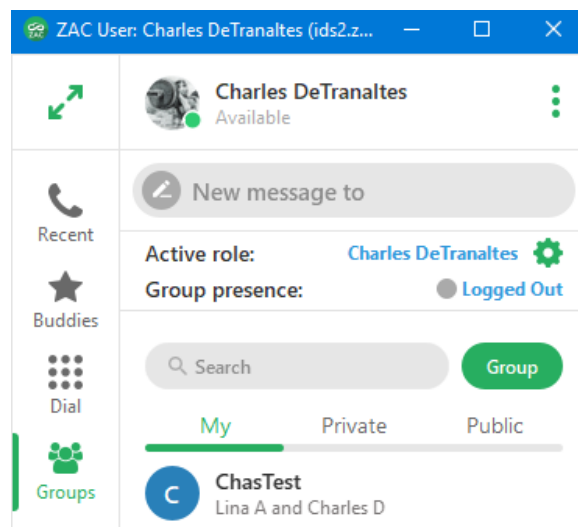 ZAC User: Charles DeTranaltes (ids2.z...
Charles DeTranaltes
Available
New message to
Recent
Active role: Charles DeTranaltes
Group presence: Logged Out
Buddies
Search Group
Dial
My Private Public
Groups
C ChasTest
Lina A and Charles D